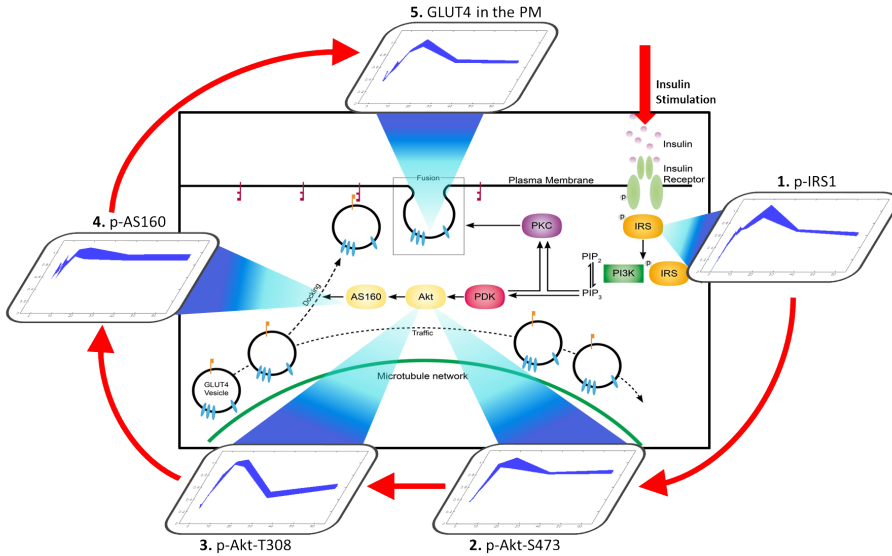 5. GLUT4 in the PM
Insulin
Stimulation
Insulin
Insulin
Receptor
Fusion
Plasma Membrane
1. p-IRS1
4. p-AS160
p
p
IRS
PKC
PIP2
PI3K
p
IRS
PIP3
Docking
AS160
Akt
PDK
Traffic
GLUT4
Vesicle
Microtubule network
3. p-Akt-T308
2. p-Akt-S473